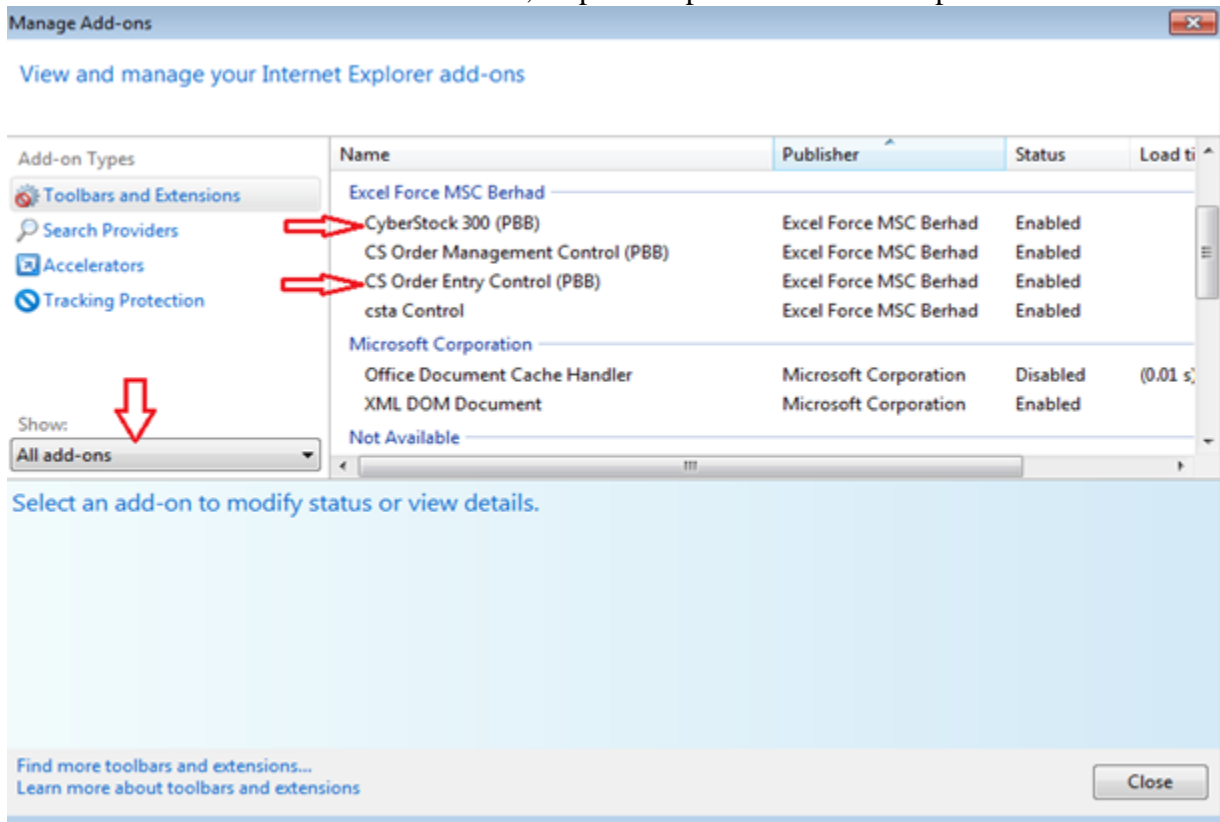 Manage Add-ons
View and manage your Internet Explorer add-ons
Add-on Types
Toolbars and Extensions
Search Providers
Accelerators
Tracking Protection
Show:
All add-ons
Name Publisher Status Load ti
Excel Force MSC Berhad
CyberStock 300 (PBB) Excel Force MSC Berhad Enabled
CS Order Management Control (PBB) Excel Force MSC Berhad Enabled
CS Order Entry Control (PBB) Excel Force MSC Berhad Enabled
csta Control Excel Force MSC Berhad Enabled
Microsoft Corporation
Office Document Cache Handler Microsoft Corporation Disabled (0.01 s)
XML DOM Document Microsoft Corporation Enabled
Not Available
Select an add-on to modify status or view details.
Find more toolbars and extensions...
Learn more about toolbars and extensions
Close